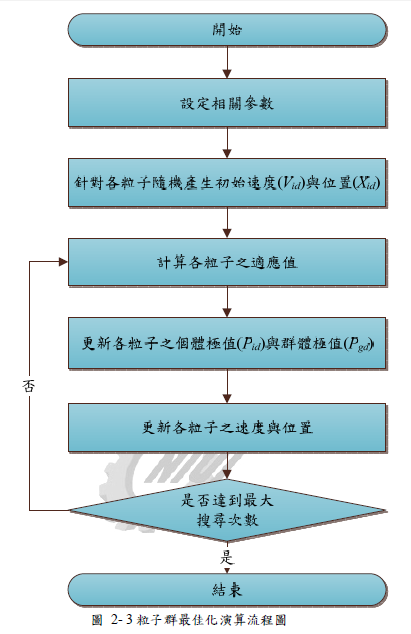 開始
設定相關參數
針對各粒子隨機產生初始速度(Vid)與位置(Xid)
計算各粒子之適應值
更新各粒子之個體極值(Pid)與群體極值(Pgd)
否
更新各粒子之速度與位置
是否達到最大
搜尋次數
是
結束
圖 2-3 粒子群最佳化演算流程圖